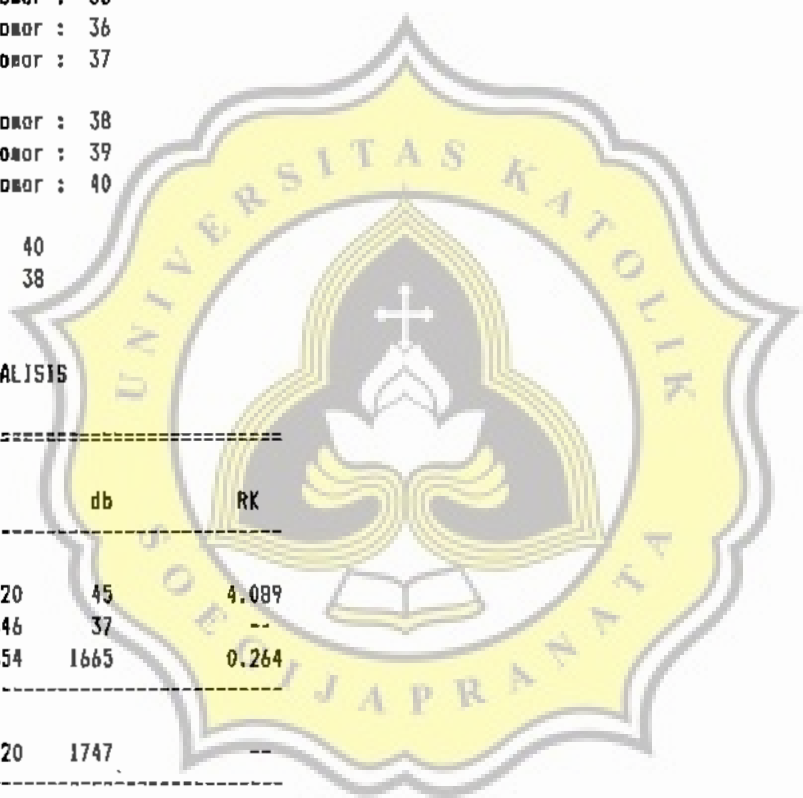 omor : 36
omor : 37
omor : 38
omor : 39
omor : 40
40
38
ALISIS
db RK
20 45 4.089
46 37 --
54 1665 0.264
20 1747 --
UNIVERSITAS KATOLIK
SOEGIJAPRANATA